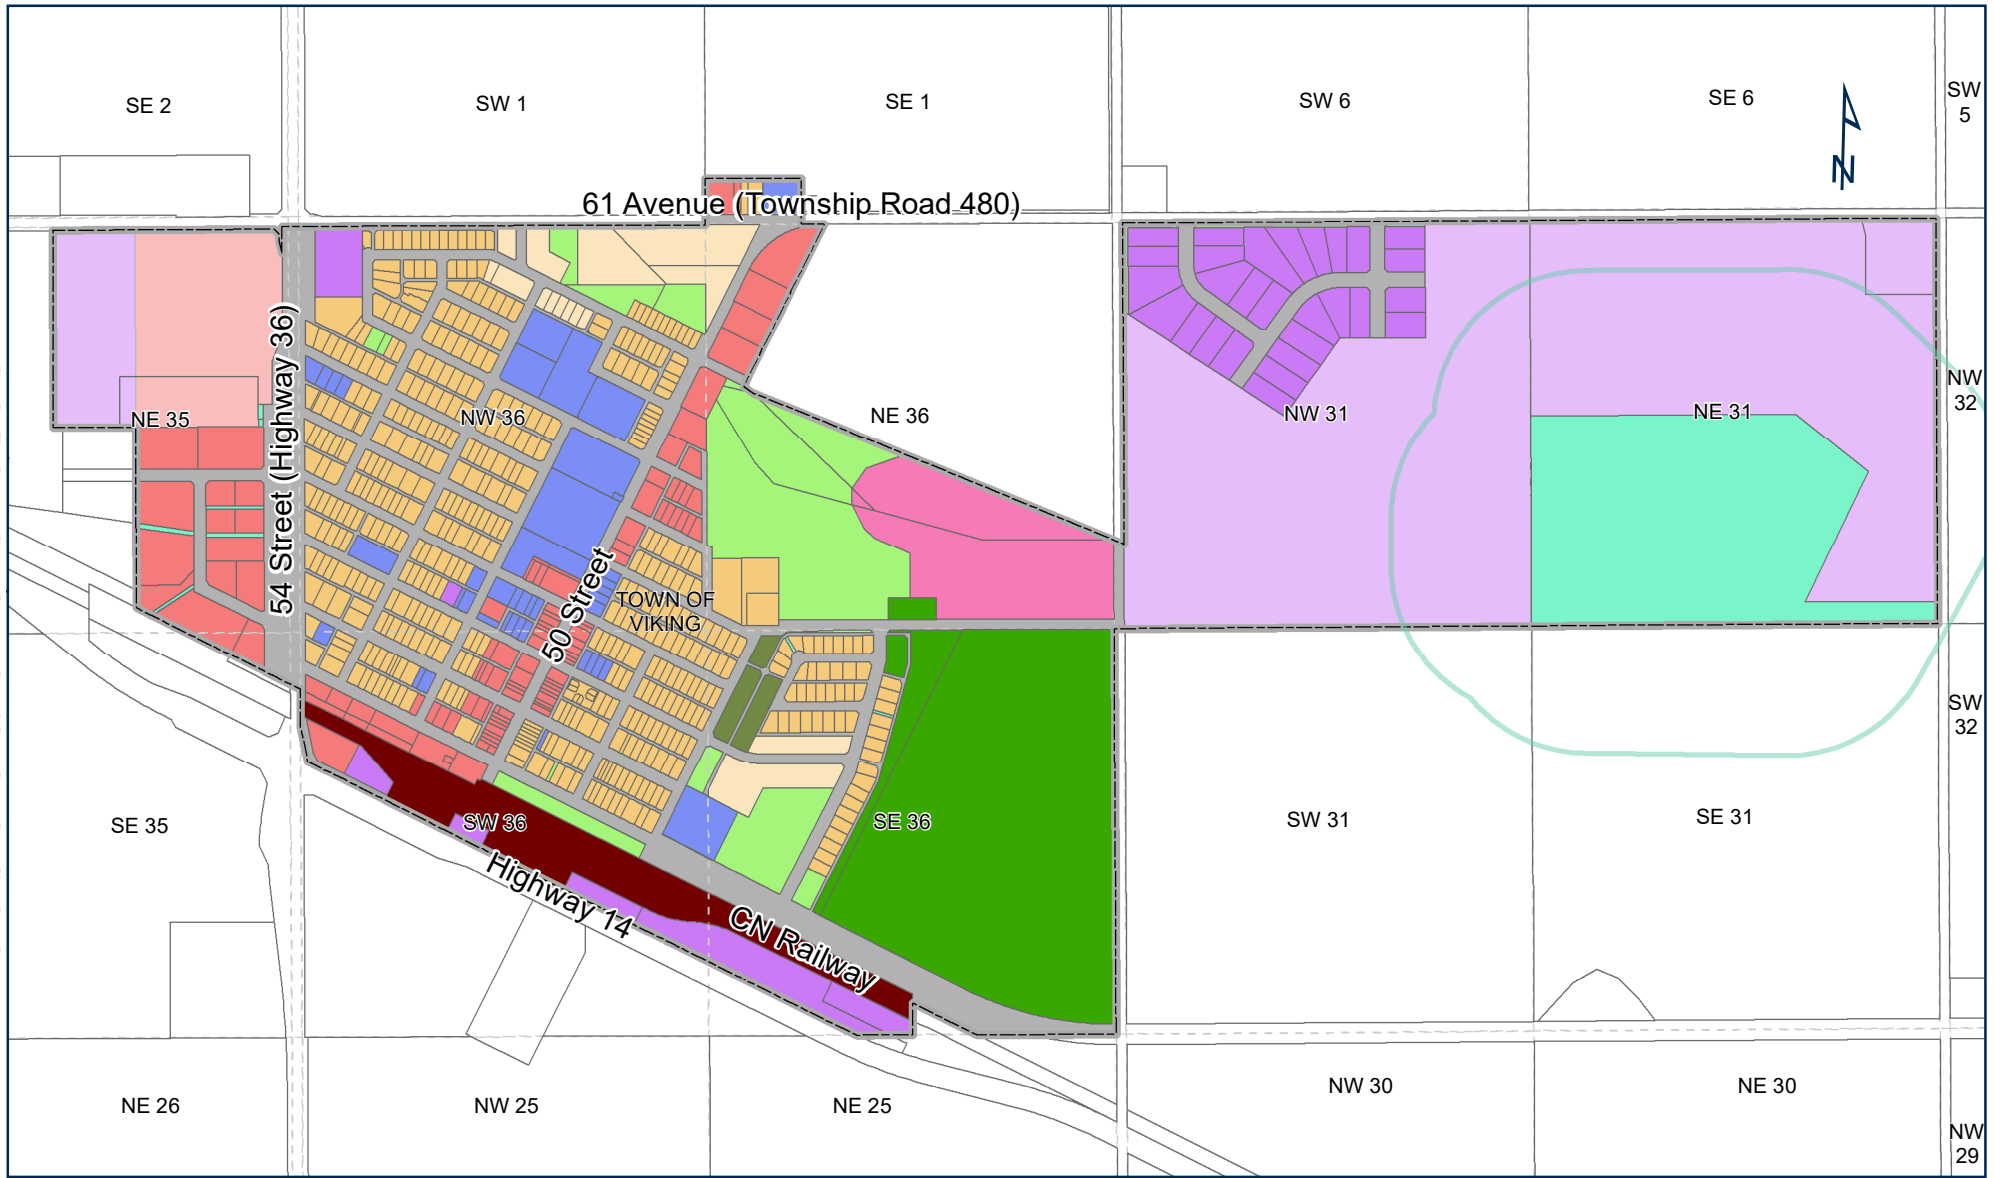 SE 2
SW 1
SE 1
SW 6
SE 6
SW
5
N
61 Avenue (Township Road 480)
54 Street (Highway 36)
NE 35
NW 36
NE 36
NW 31
NE 31
NW
32
50 Street
TOWN OF
VIKING
SW
32
SE 35
SW 36
SE 36
SW 31
SE 31
Highway 14
CN Railway
NE 26
NW 25
NE 25
NW 30
NE 30
NW
29